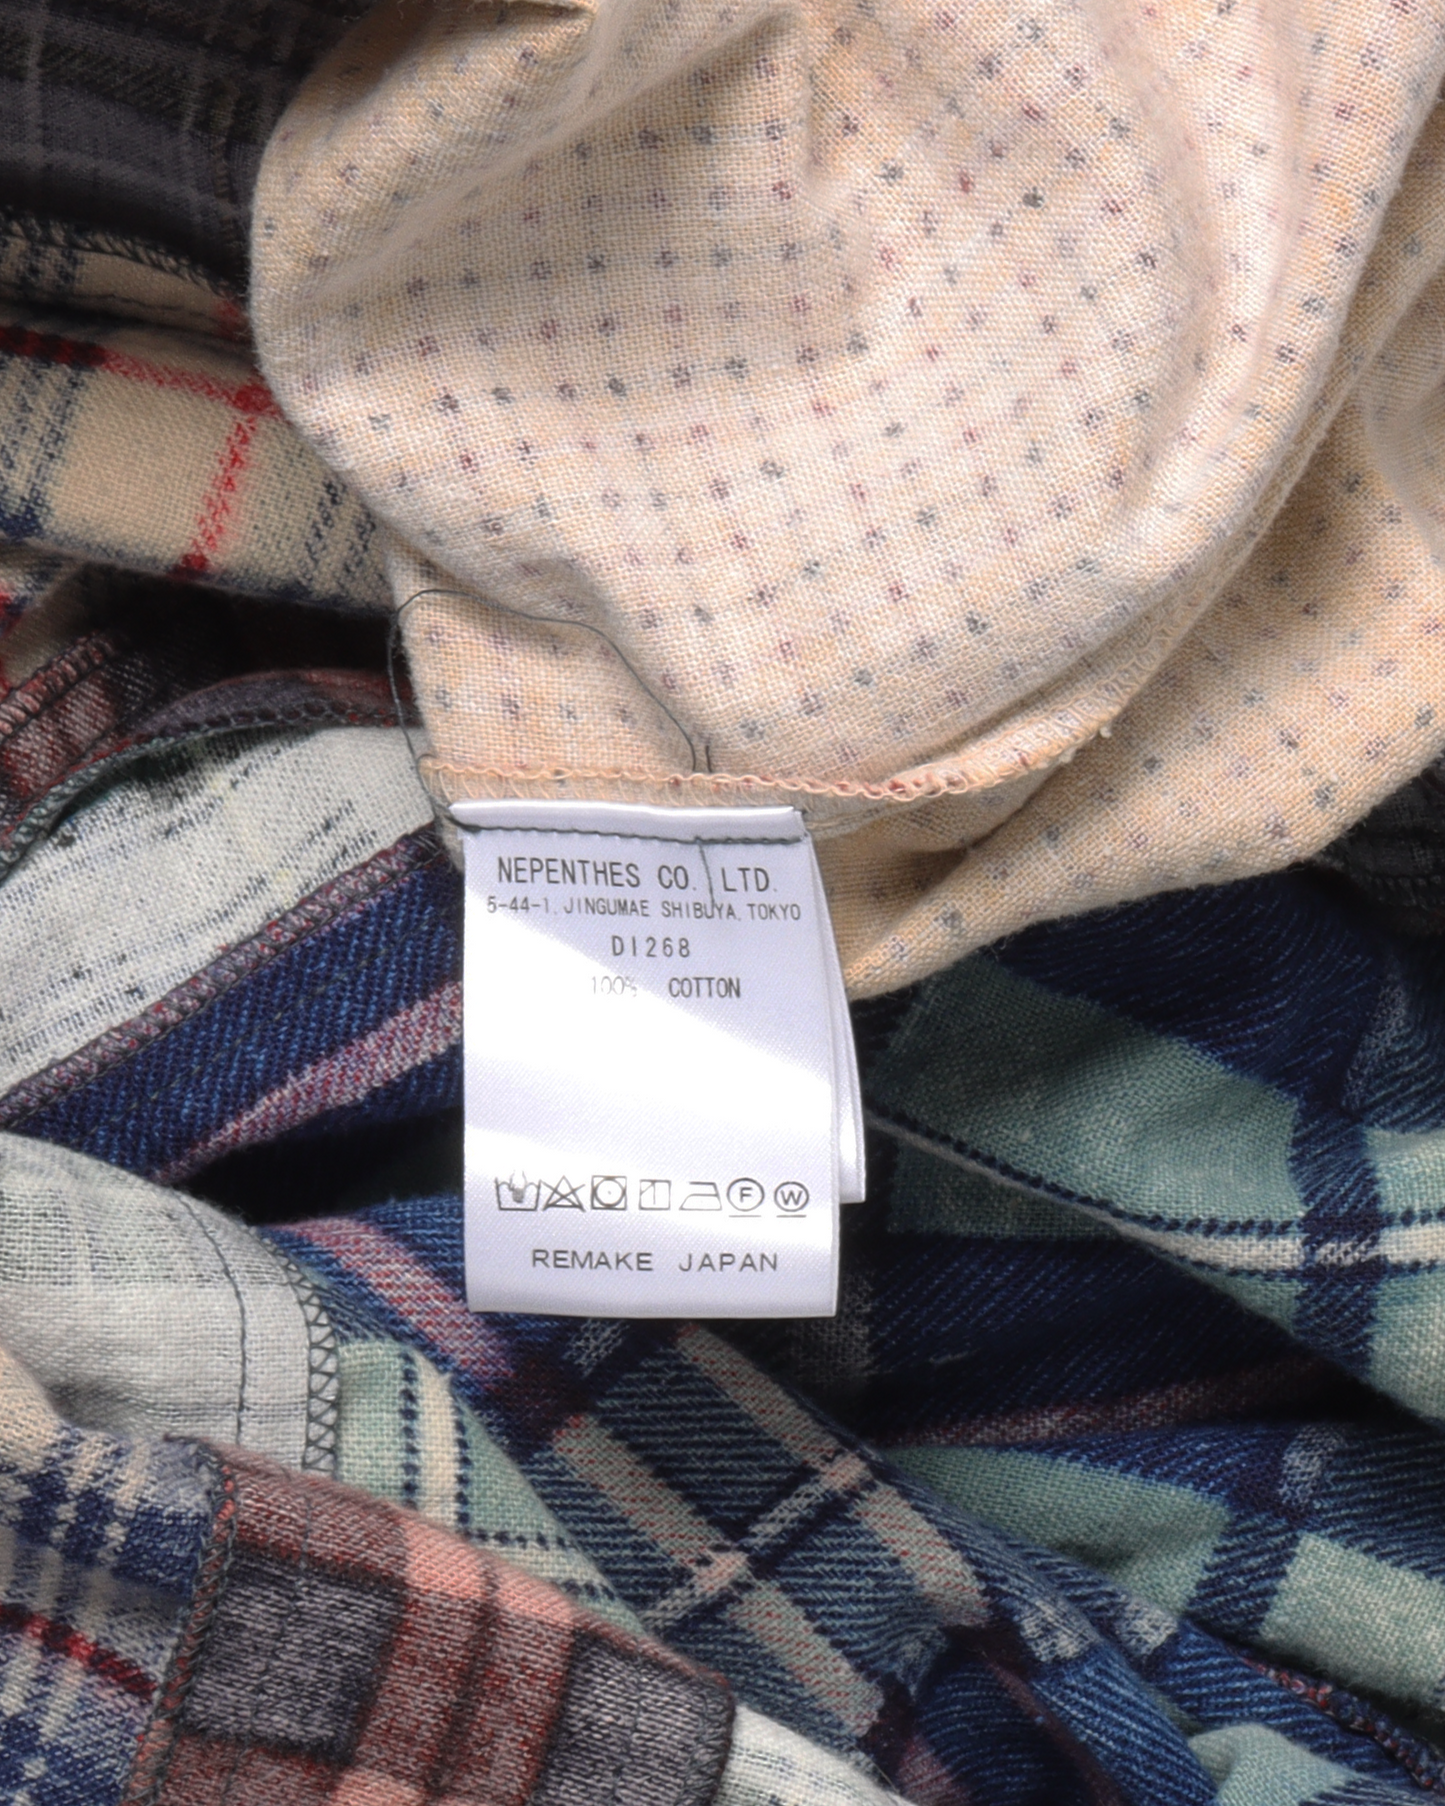 NEPENTHES CO. LTD.
5-44-1, JINGUMAE SHIBUYA, TOKYO
DI268
100% COTTON
F W
REMAKE JAPAN